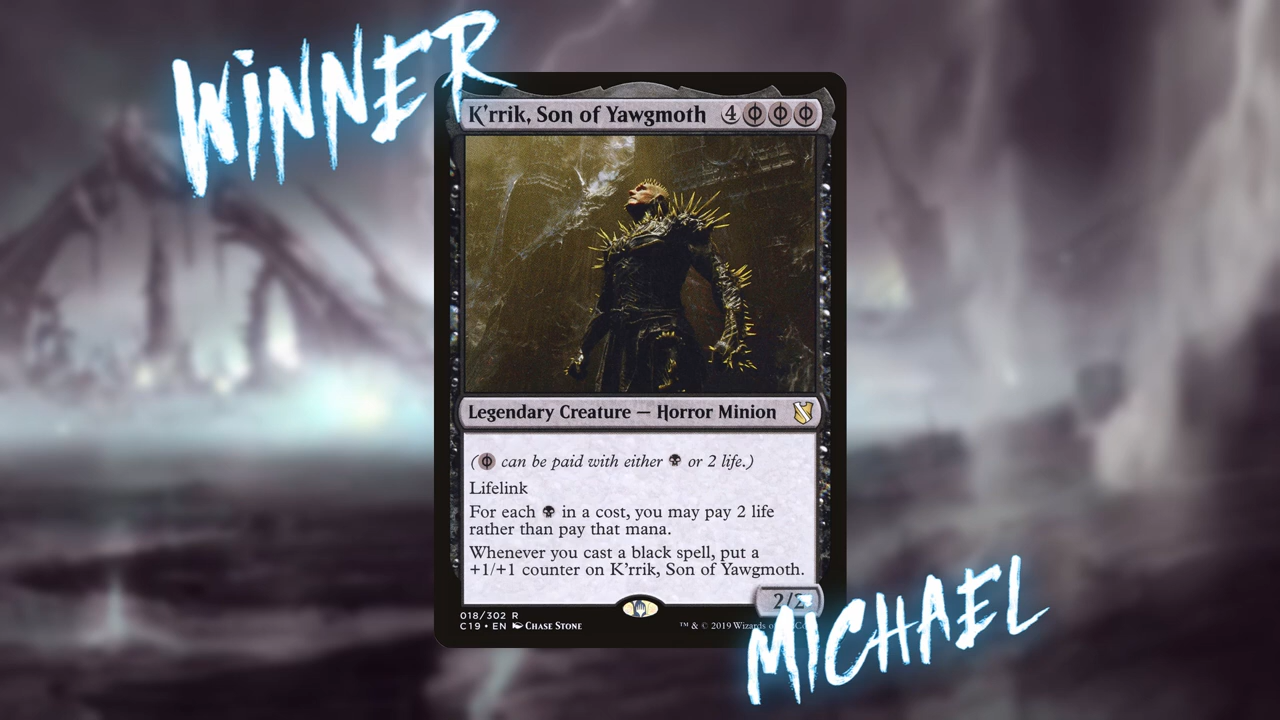 WINNER
K'rrik, Son of Yawgmoth 4
Legendary Creature — Horror Minion
( can be paid with either or 2 life.)
Lifelink
For each in a cost, you may pay 2 life
rather than pay that mana.
Whenever you cast a black spell, put a
+1/+1 counter on K'rrik, Son of Yawgmoth.
2/2
018/302 R
C19 • EN CHASE STONE
™ & © 2019 Wizards of
MICHAEL